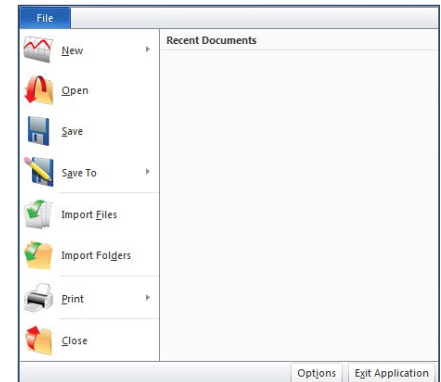 File
New
Recent Documents
Open
Save
Save To
Import Files
Import Folders
Print
Close
Options
Exit Application